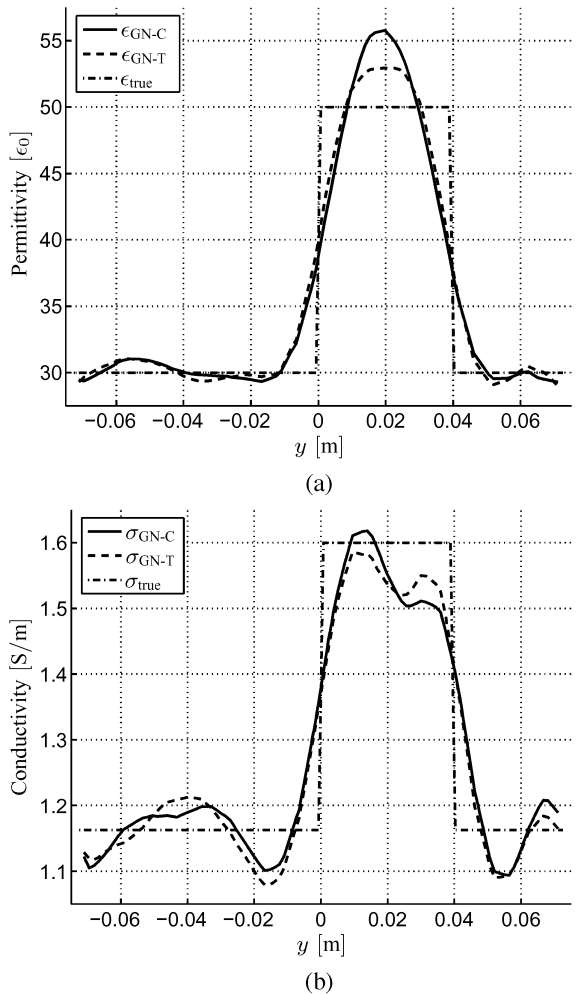 55
50
45
40
35
30
Permittivity [ϵ0]
ϵGN-C
ϵGN-T
ϵtrue
−0.06 −0.04 −0.02 0 0.02 0.04 0.06
y [m]
(a)
1.6
1.5
1.4
1.3
1.2
1.1
Conductivity [S/m]
σGN-C
σGN-T
σtrue
−0.06 −0.04 −0.02 0 0.02 0.04 0.06
y [m]
(b)